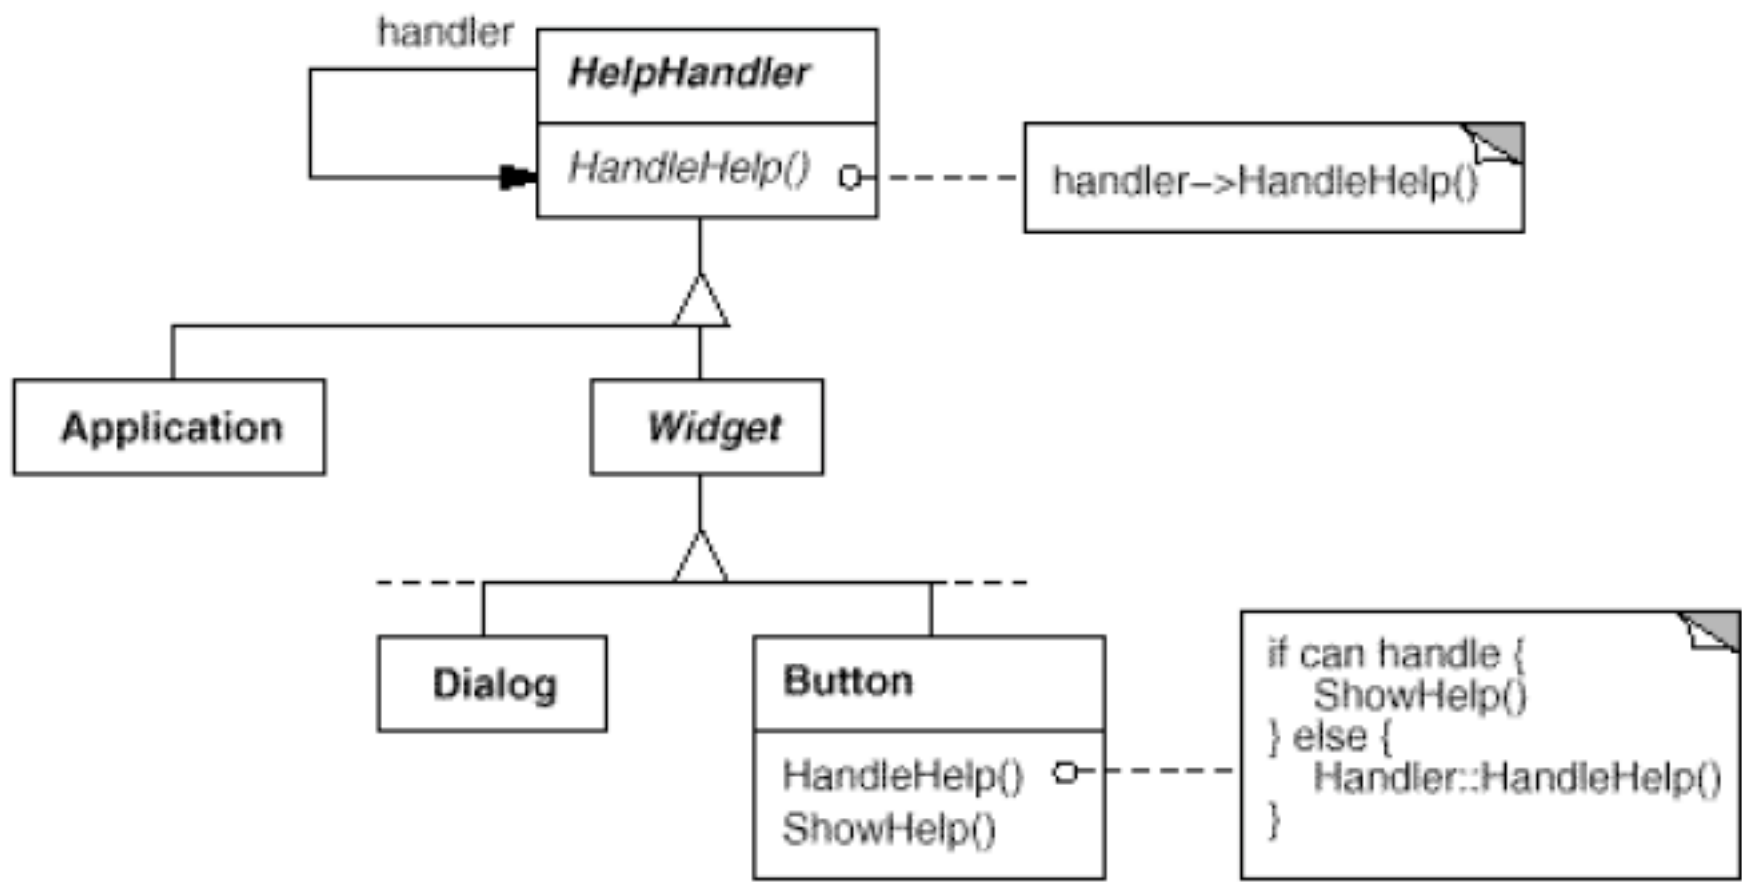 handler
HelpHandler
HandleHelp()
handler–>HandleHelp()
Application
Widget
Dialog
Button
HandleHelp()
ShowHelp()
if can handle {
ShowHelp()
} else {
Handler::HandleHelp()
}